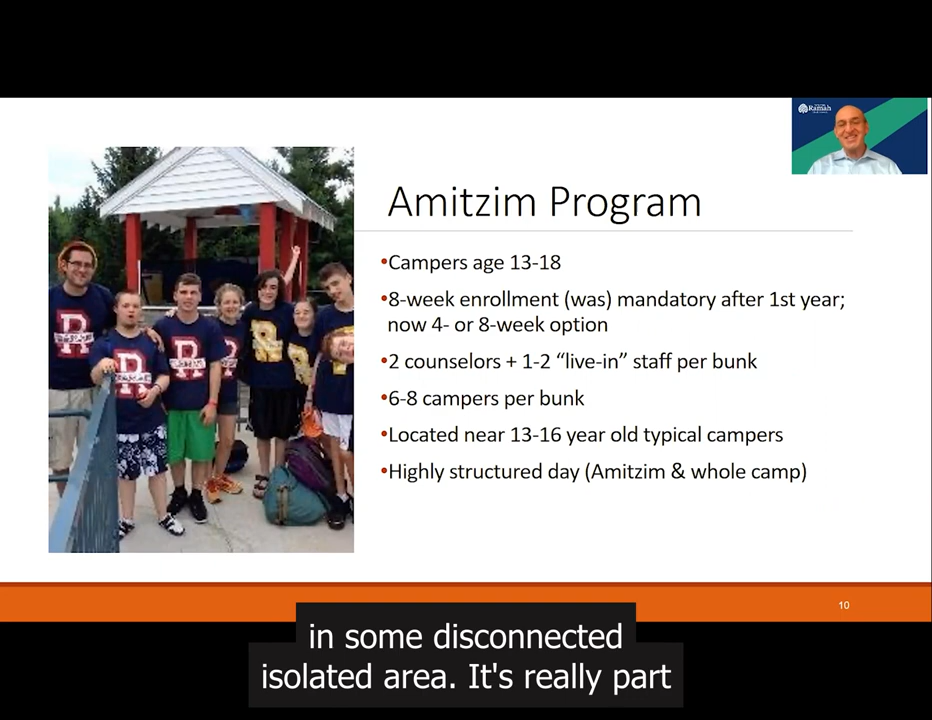 Ramah
Amitzim Program
•Campers age 13-18
•8-week enrollment (was) mandatory after 1st year;
now 4- or 8-week option
•2 counselors + 1-2 “live-in” staff per bunk
•6-8 campers per bunk
•Located near 13-16 year old typical campers
•Highly structured day (Amitzim & whole camp)
R
R
R
R
R
10
in some disconnected
isolated area. It's really part